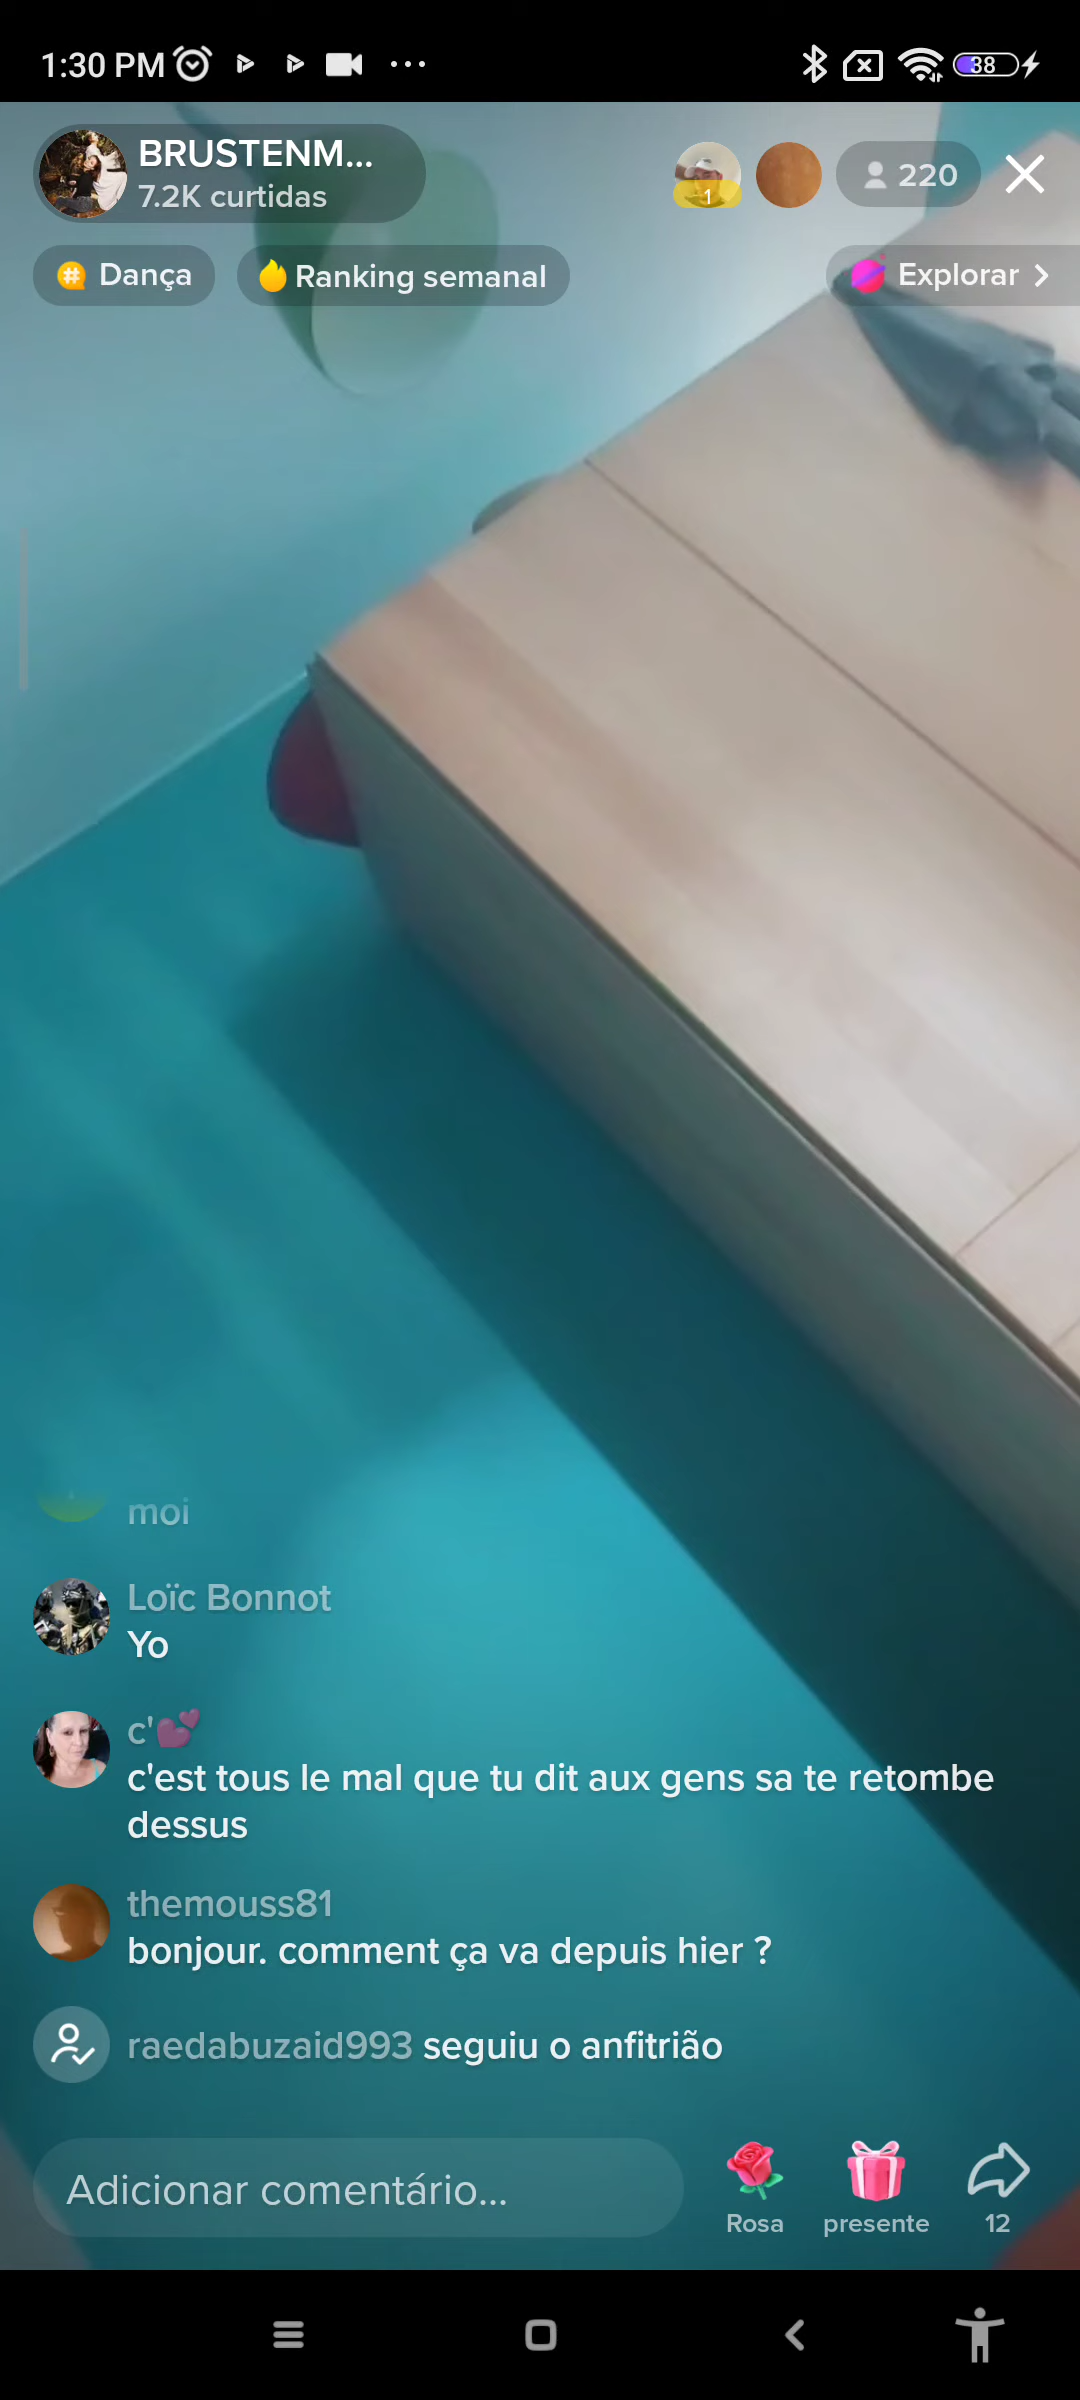 1:30 PM
38
BRUSTENM...
7.2K curtidas
1
220
Dança
Ranking semanal
Explorar
moi
Loïc Bonnot
Yo
c'💕
c'est tous le mal que tu dit aux gens sa te retombe
dessus
themouss81
bonjour. comment ça va depuis hier ?
raedabuzaid993 seguiu o anfitrião
Adicionar comentário...
Rosa
presente
12